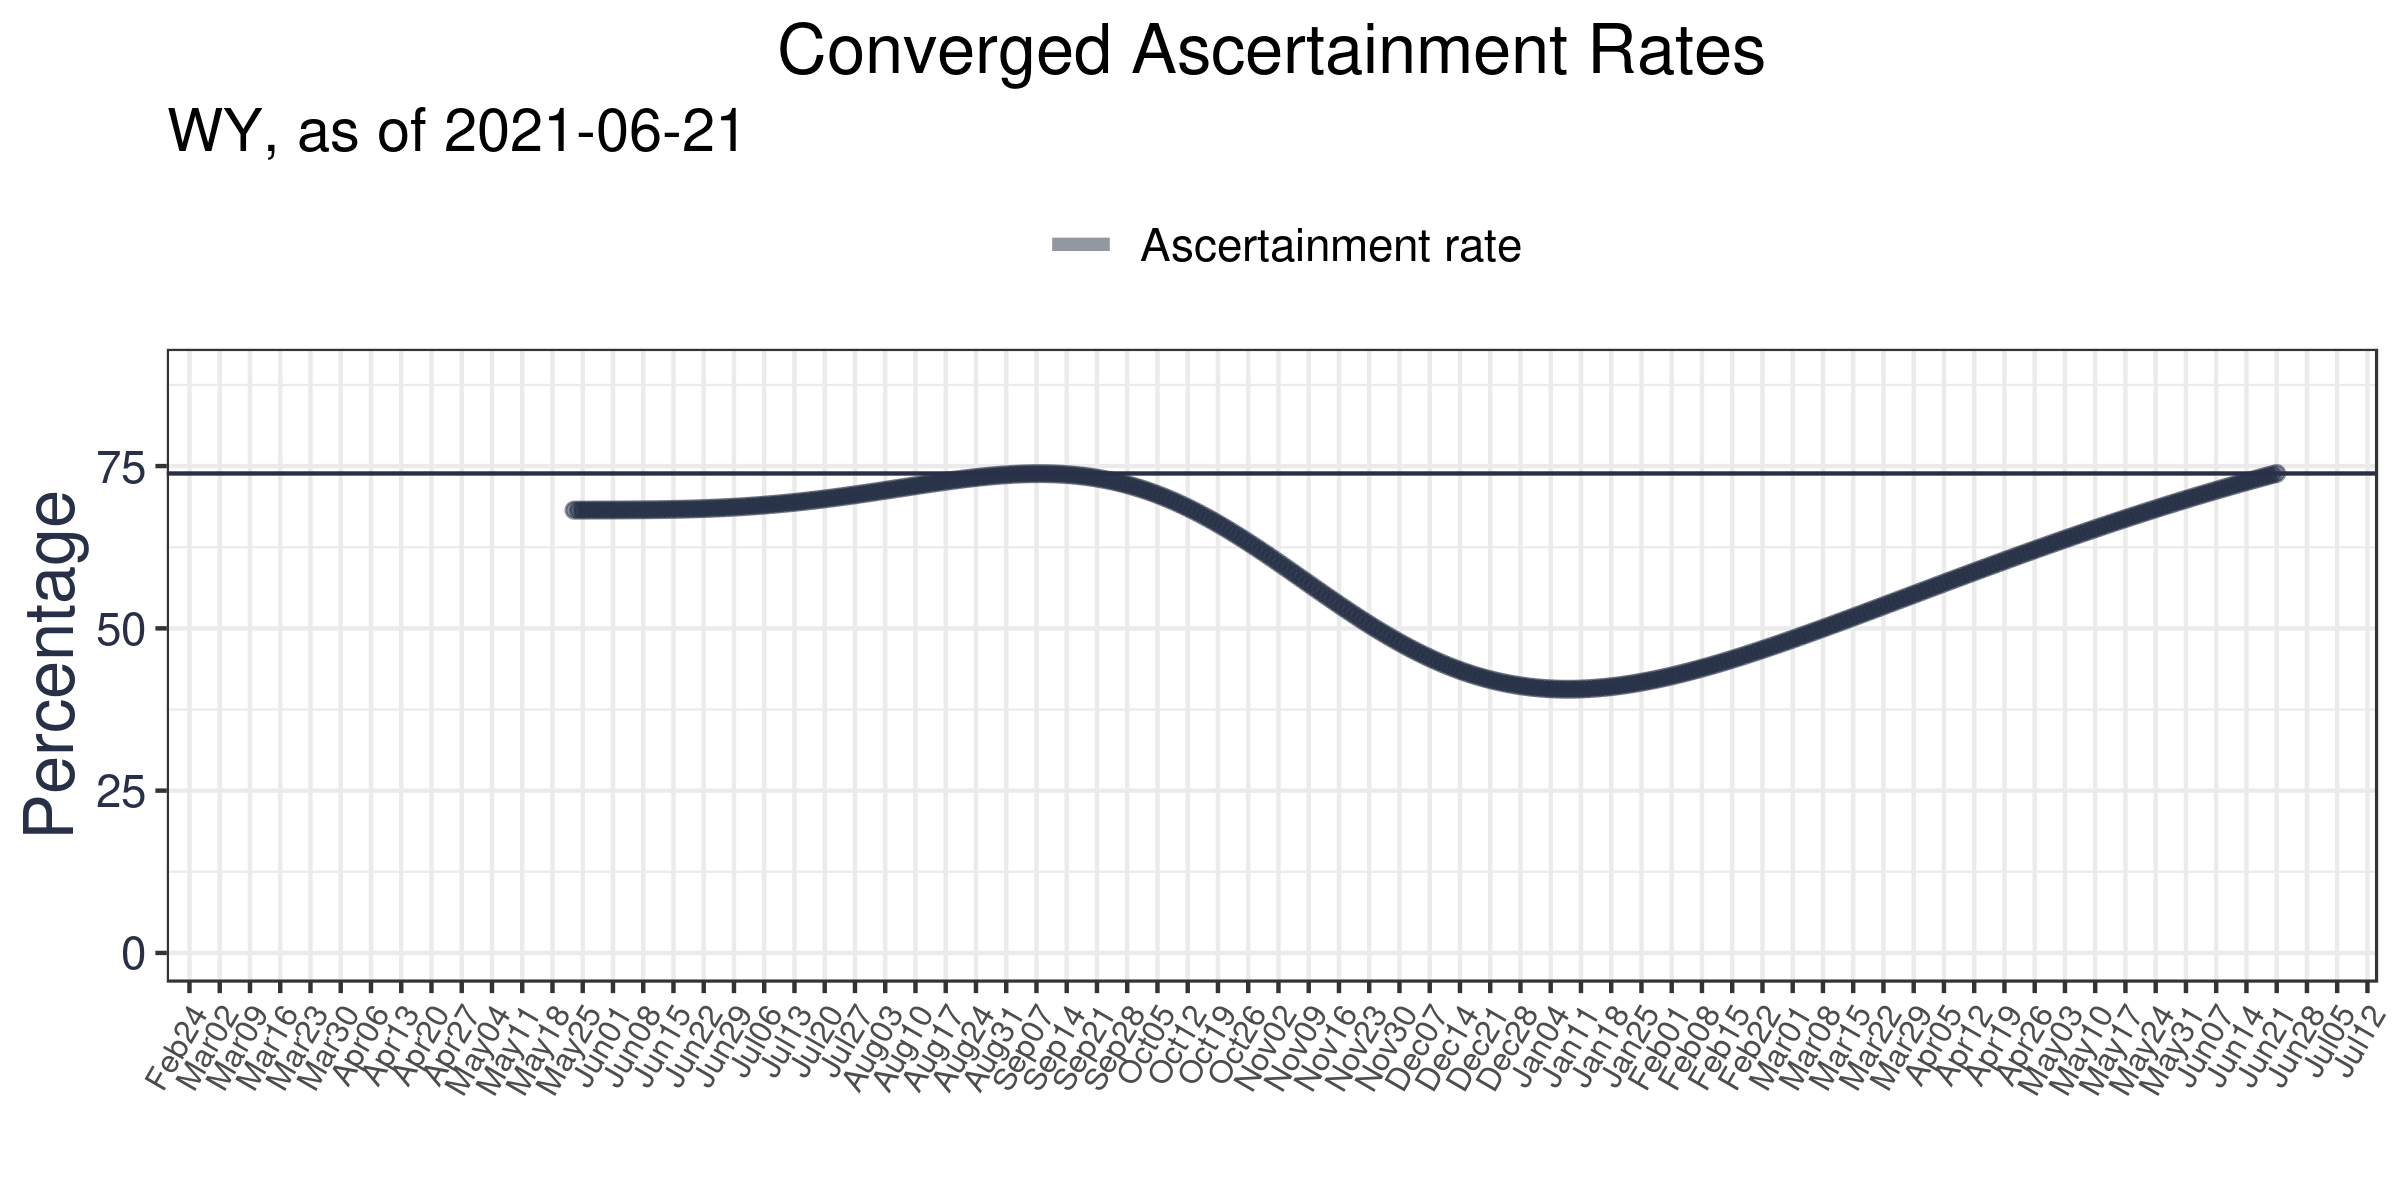 Converged Ascertainment Rates
WY, as of 2021-06-21
Ascertainment rate
Percentage
75
50
25
0
Feb24
Mar02
Mar09
Mar16
Mar23
Mar30
Apr06
Apr13
Apr20
Apr27
May04
May11
May18
May25
Jun01
Jun08
Jun15
Jun22
Jun29
Jul06
Jul13
Jul20
Jul27
Aug03
Aug10
Aug17
Aug24
Aug31
Sep07
Sep14
Sep21
Sep28
Oct05
Oct12
Oct19
Oct26
Nov02
Nov09
Nov16
Nov23
Nov30
Dec07
Dec14
Dec21
Dec28
Jan04
Jan11
Jan18
Jan25
Feb01
Feb08
Feb15
Feb22
Mar01
Mar08
Mar15
Mar22
Mar29
Apr05
Apr12
Apr19
Apr26
May03
May10
May17
May24
May31
Jun07
Jun14
Jun21
Jun28
Jul05
Jul12